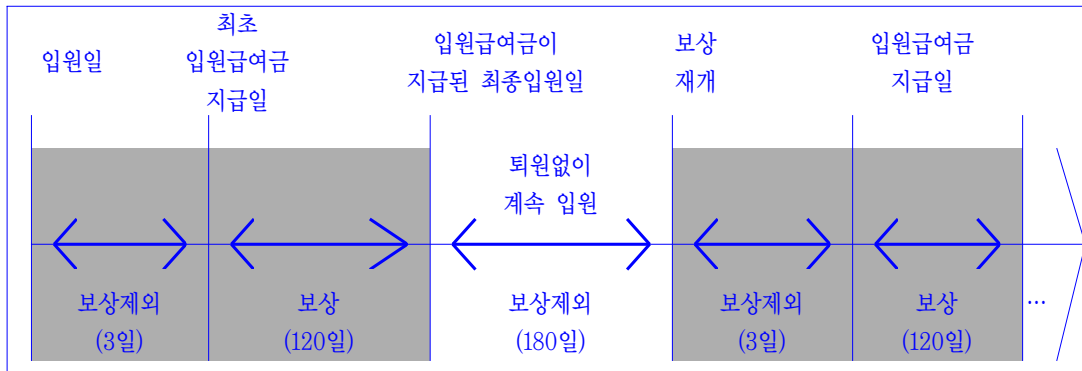 입원일
최초
입원급여금
지급일
입원급여금이
지급된 최종입원일
보상
재개
입원급여금
지급일
퇴원없이
계속 입원
보상제외
(3일)
보상
(120일)
보상제외
(180일)
보상제외
(3일)
보상
(120일)
…